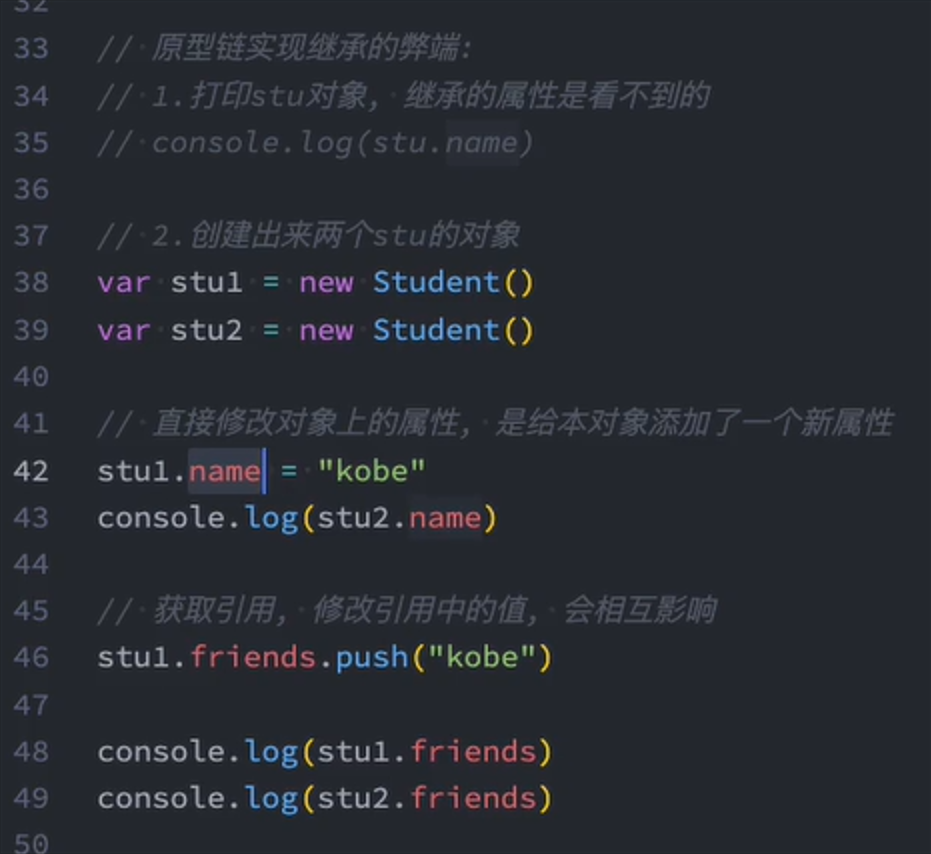 32
33 // 原型链实现继承的弊端:
34 // 1.打印stu对象, 继承的属性是看不到的
35 // console.log(stu.name)
36
37 // 2.创建出来两个stu的对象
38 var stu1 = new Student()
39 var stu2 = new Student()
40
41 // 直接修改对象上的属性, 是给本对象添加了一个新属性
42 stu1.name = "kobe"
43 console.log(stu2.name)
44
45 // 获取引用, 修改引用中的值, 会相互影响
46 stu1.friends.push("kobe")
47
48 console.log(stu1.friends)
49 console.log(stu2.friends)
50